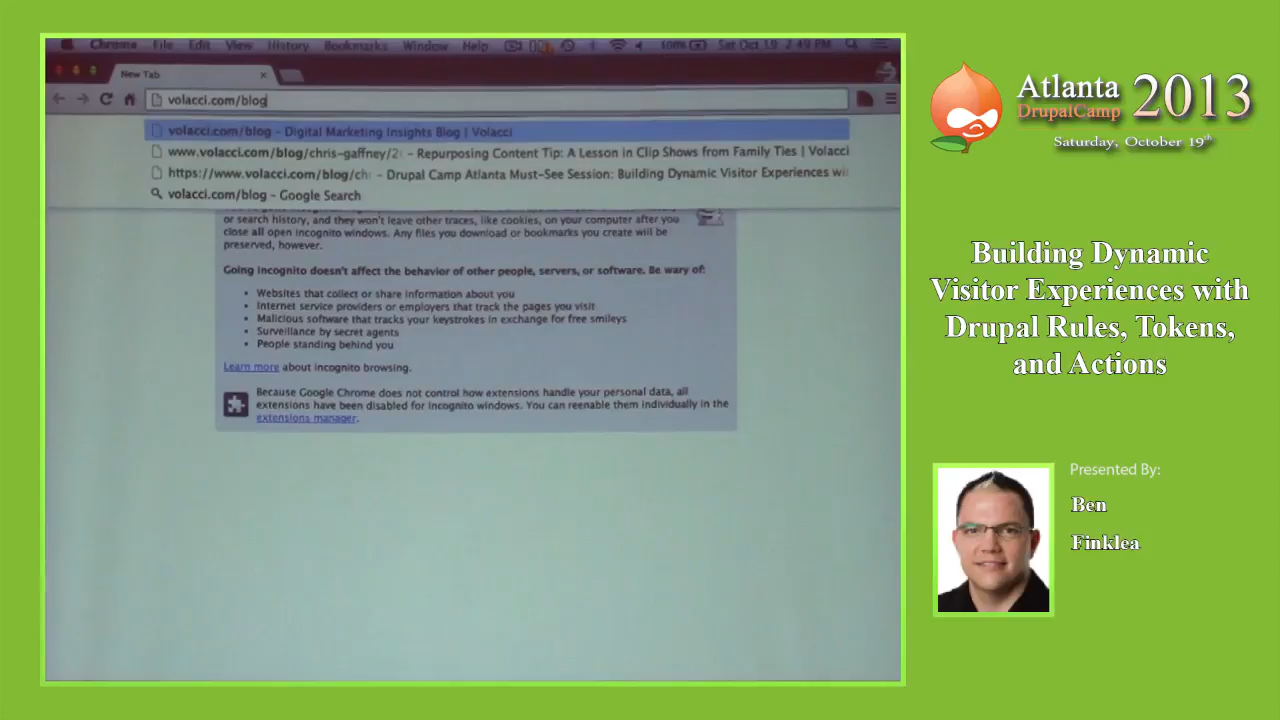 Chrome File Edit View History Bookmarks Window Help
100% Sat Oct 19 2:49 PM
New Tab
volacci.com/blog
volacci.com/blog - Digital Marketing Insights Blog | Volacci
www.volacci.com/blog/chris-gaffney/2 - Repurposing Content Tip: A Lesson in Clip Shows from Family Ties | Volacci
https://www.volacci.com/blog/ch - Drupal Camp Atlanta Must-See Session: Building Dynamic Visitor Experiences wi
volacci.com/blog - Google Search
or search history, and they won't leave other traces, like cookies, on your computer after you
close all open incognito windows. Any files you download or bookmarks you create will be
preserved, however.
Going incognito doesn't affect the behavior of other people, servers, or software. Be wary of:
• Websites that collect or share information about you
• Internet service providers or employers that track the pages you visit
• Malicious software that tracks your keystrokes in exchange for free smileys
• Surveillance by secret agents
• People standing behind you
Learn more about incognito browsing.
Because Google Chrome does not control how extensions handle your personal data, all
extensions have been disabled for incognito windows. You can reenable them individually in the
extensions manager.
Atlanta
DrupalCamp
2013
Saturday, October 19th
Building Dynamic
Visitor Experiences with
Drupal Rules, Tokens,
and Actions
Presented By:
Ben
Finklea